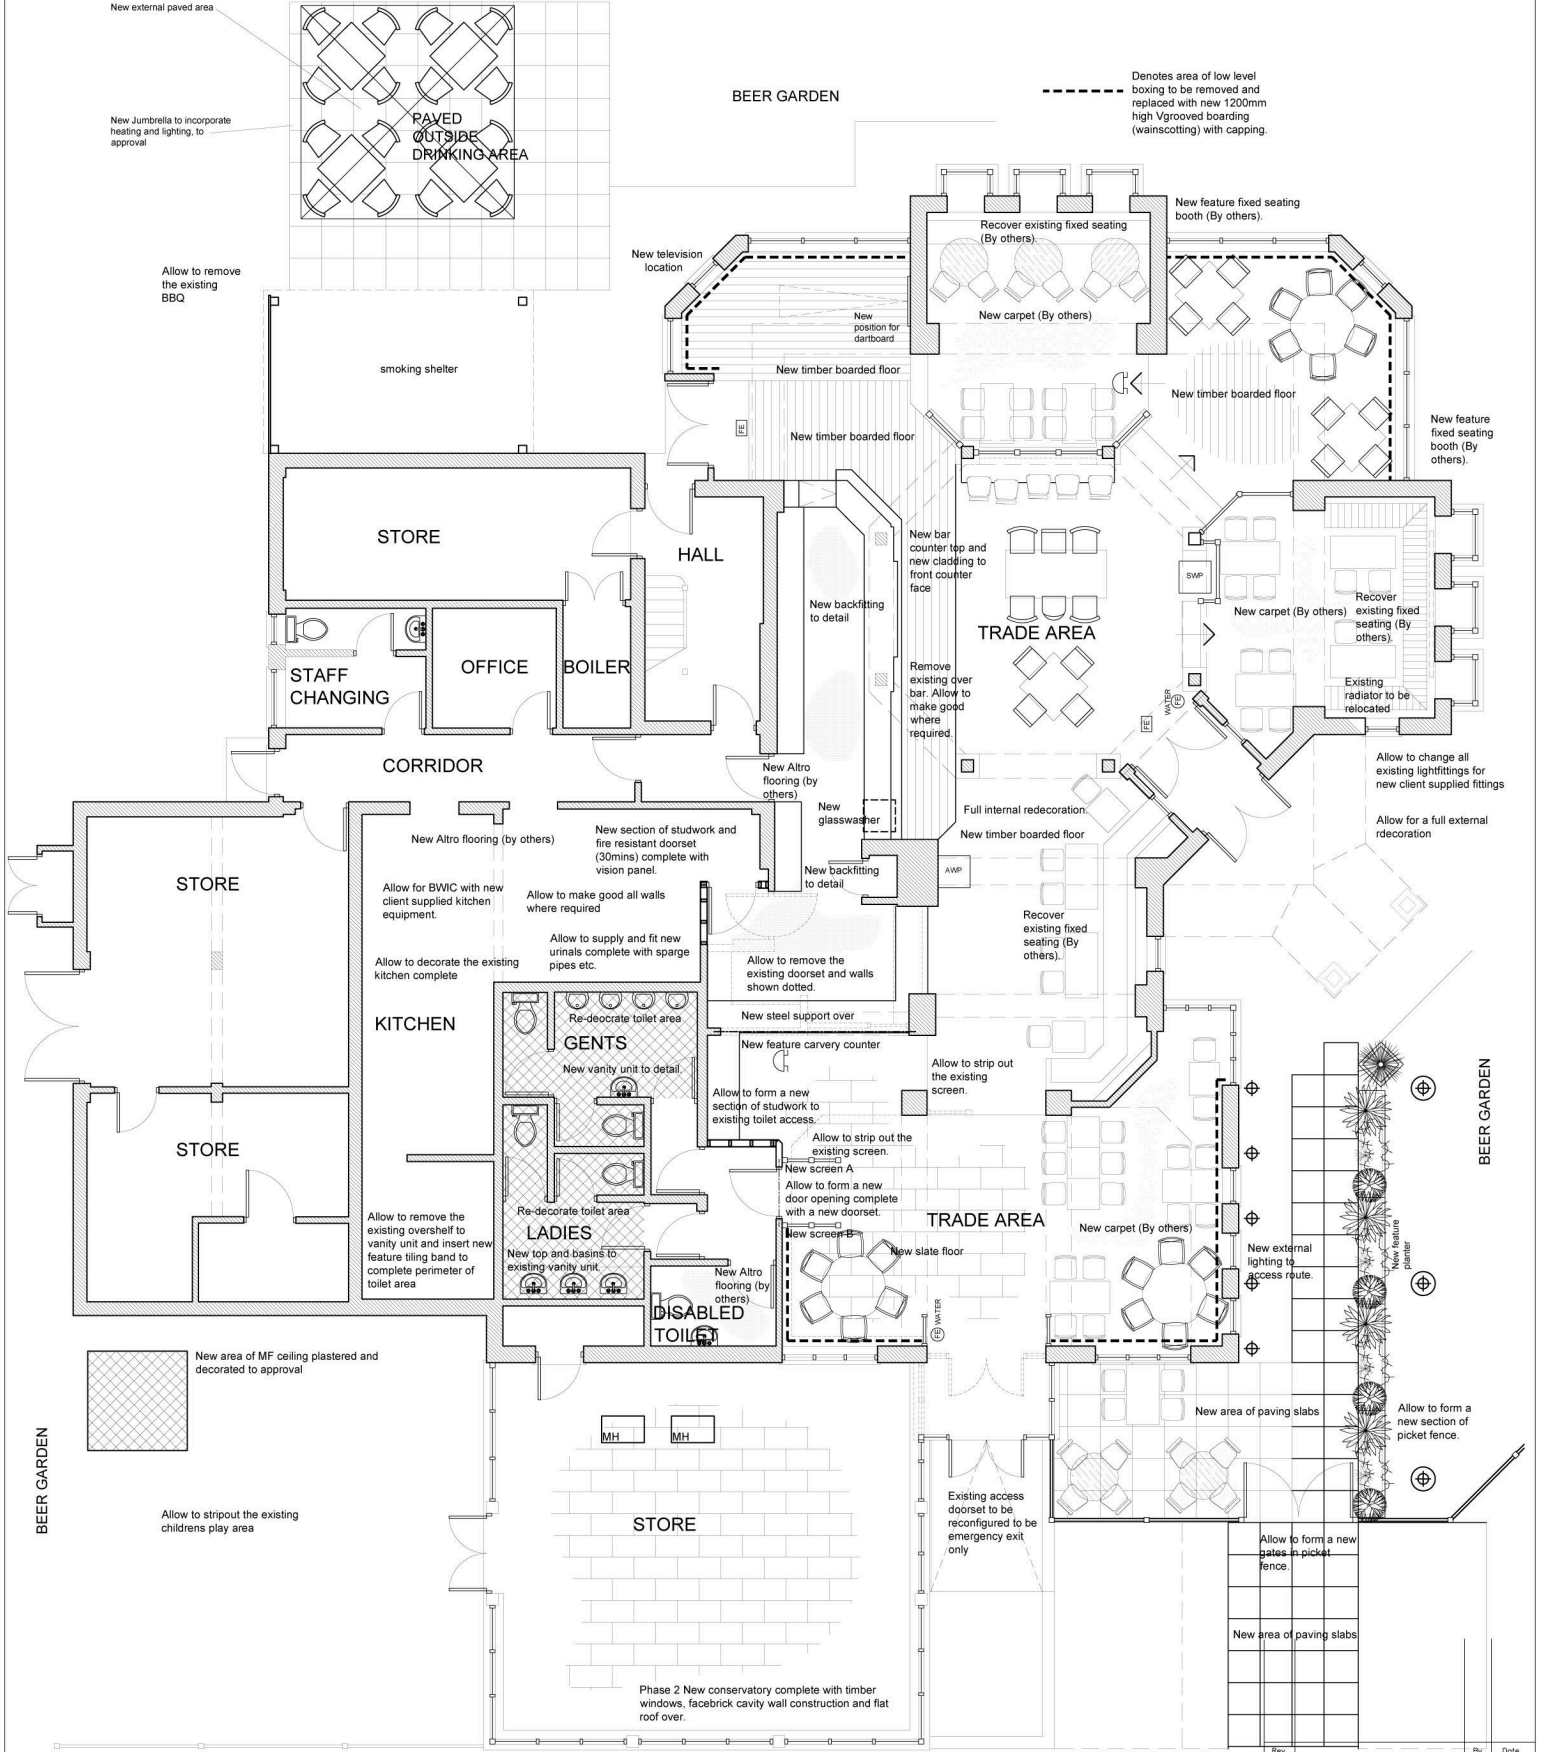 New external paved area
BEER GARDEN
Denotes area of low level
boxing to be removed and
replaced with new 1200mm
high Vgrooved boarding
(wainscotting) with capping.
New Jumbrella to incorporate
heating and lighting, to
approval
PAVED
OUTSIDE
DRINKING AREA
New feature fixed seating
booth (By others).
Recover existing fixed seating
(By others).
New television
location
Allow to remove
the existing
BBQ
New
position for
dartboard
New carpet (By others)
smoking shelter
New timber boarded floor
New timber boarded floor
New timber boarded floor
FE
New feature
fixed seating
booth (By
others).
STORE
HALL
New bar
counter top and
new cladding to
front counter
face
SWP
New backfitting
to detail
New carpet (By others)
Recover
existing fixed
seating (By
others).
TRADE AREA
STAFF
CHANGING
OFFICE
BOILER
Remove
existing over
bar. Allow to
make good
where
required.
Existing
radiator to be
relocated
WATER
FE
FE
CORRIDOR
New Altro
flooring (by
others)
Allow to change all
existing lightfittings for
new client supplied fittings
New
glasswasher
Full internal redecoration.
New timber boarded floor
Allow for a full external
rdecoration
New Altro flooring (by others)
New section of studwork and
fire resistant doorset
(30mins) complete with
vision panel.
STORE
Allow for BWIC with new
client supplied kitchen
equipment.
Allow to make good all walls
where required
New backfitting
to detail
AWP
Recover
existing fixed
seating (By
others).
Allow to supply and fit new
urinals complete with sparge
pipes etc.
Allow to decorate the existing
kitchen complete
Allow to remove the
existing doorset and walls
shown dotted.
KITCHEN
Re-deocrate toilet area
GENTS
New vanity unit to detail.
New steel support over
New feature carvery counter
Allow to strip out
the existing
screen.
Allow to form a new
section of studwork to
existing toilet access.
BEER GARDEN
STORE
Allow to strip out the
existing screen.
New screen A
Allow to form a new
door opening complete
with a new doorset.
New screen B
TRADE AREA
New carpet (By others)
New slate floor
Allow to remove the
existing overshelf to
vanity unit and insert new
feature tiling band to
complete perimeter of
toilet area
Re-decorate toilet area
LADIES
New top and basins to
existing vanity unit.
New Altro
flooring (by
others)
New external
lighting to
access route.
New feature
planter
DISABLED
TOILET
FE
WATER
New area of MF ceiling plastered and
decorated to approval
New area of paving slabs
Allow to form a
new section of
picket fence.
MH
MH
BEER GARDEN
Allow to stripout the existing
childrens play area
STORE
Existing access
doorset to be
reconfigured to be
emergency exit
only
Allow to form a new
gates in picket
fence.
New area of paving slabs
Phase 2 New conservatory complete with timber
windows, facebrick cavity wall construction and flat
roof over.
Rev
By
Date